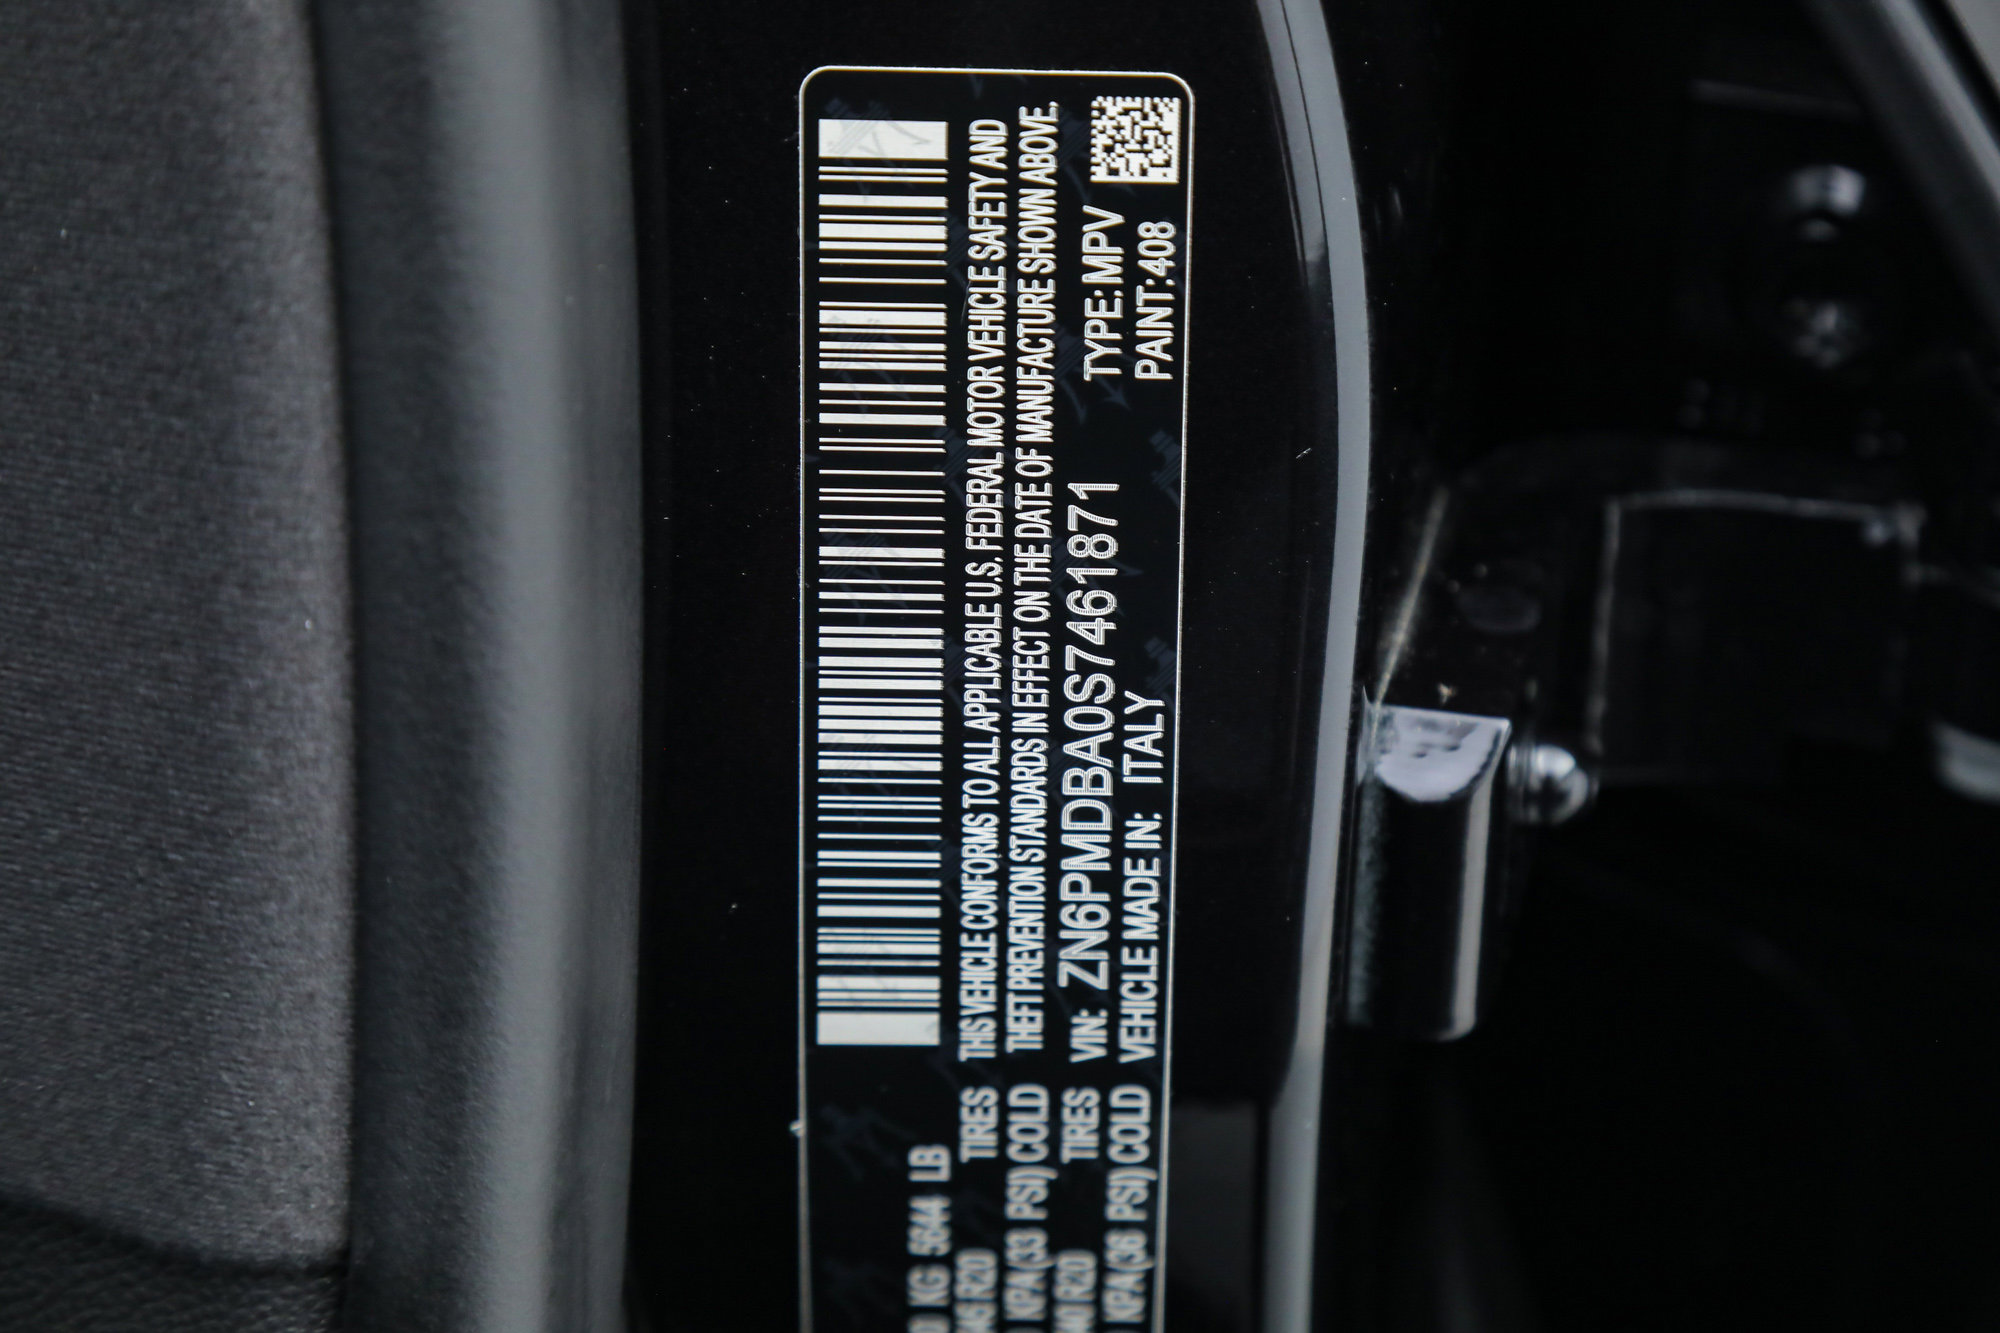 THIS VEHICLE CONFORMS TO ALL APPLICABLE U.S. FEDERAL MOTOR VEHICLE SAFETY AND
THEFT PREVENTION STANDARDS IN EFFECT ON THE DATE OF MANUFACTURE SHOWN ABOVE.
VIN: ZN6PMDBA0S7461871 TYPE: MPV
VEHICLE MADE IN: ITALY PAINT:408
KG 5644 LB
R20 TIRES
KPA(33 PSI) COLD
R20 TIRES
KPA(36 PSI) COLD